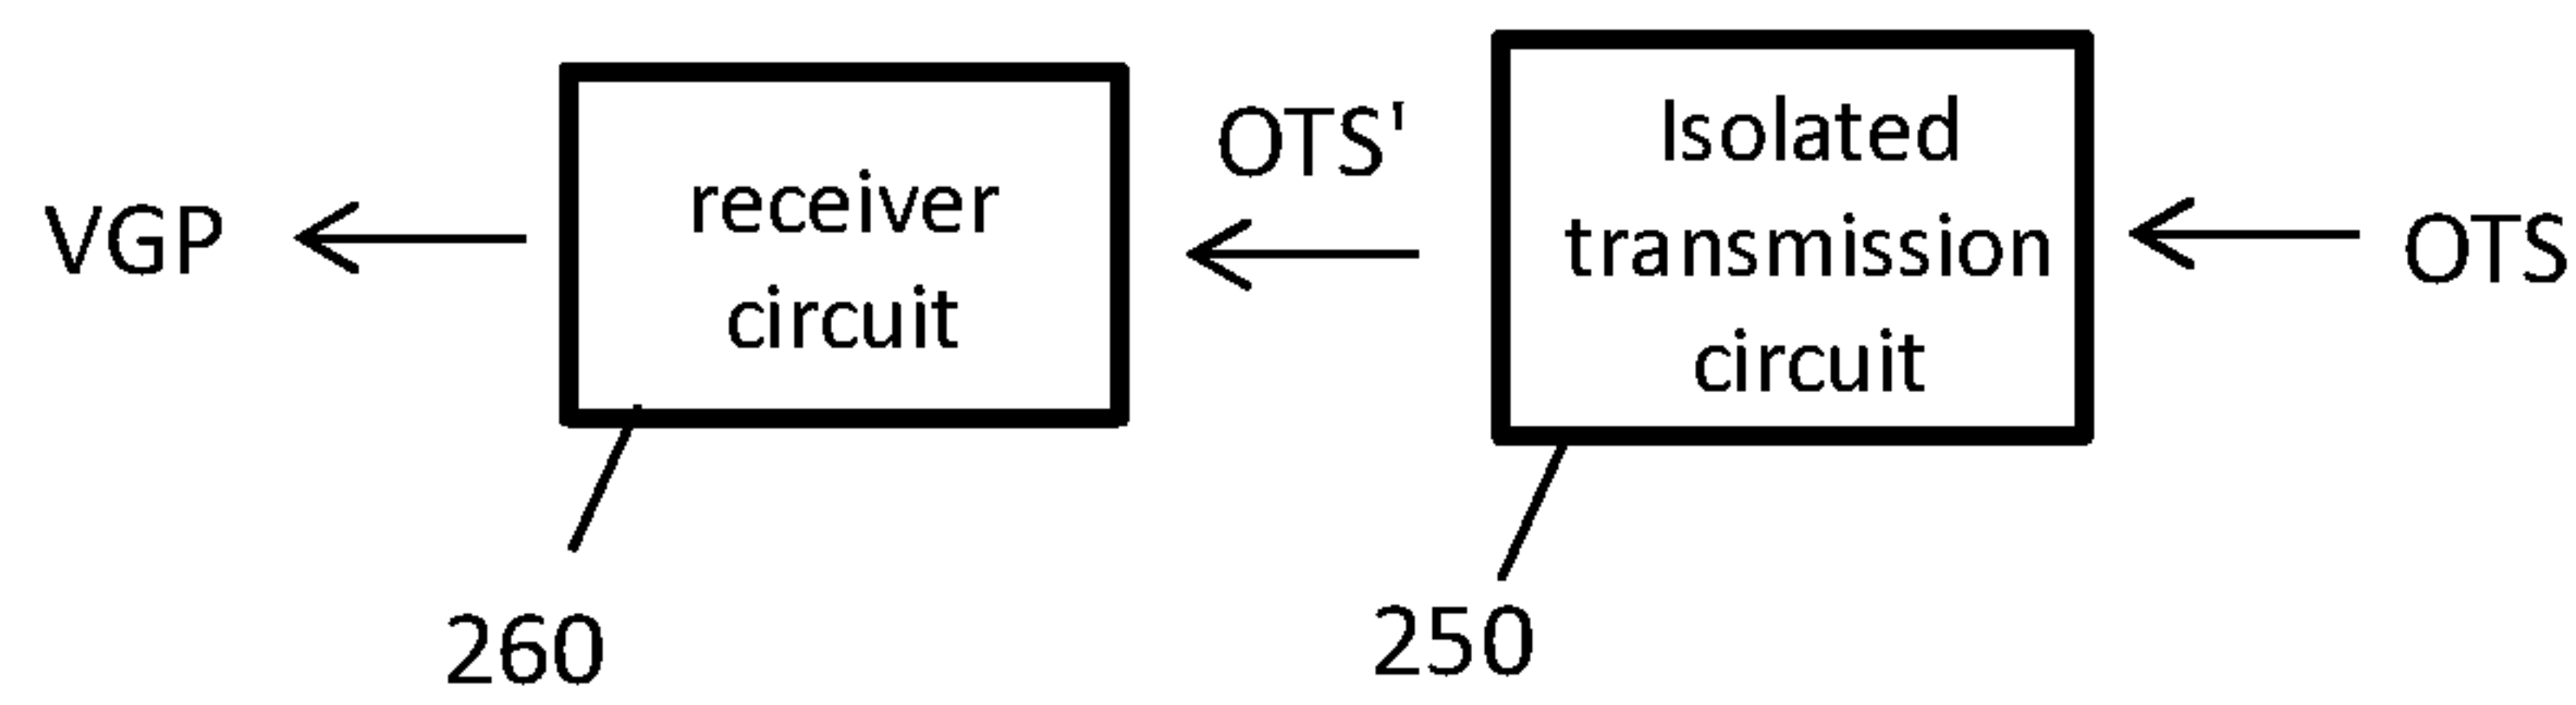 VGP
receiver
circuit
OTS'
Isolated
transmission
circuit
OTS
260
250